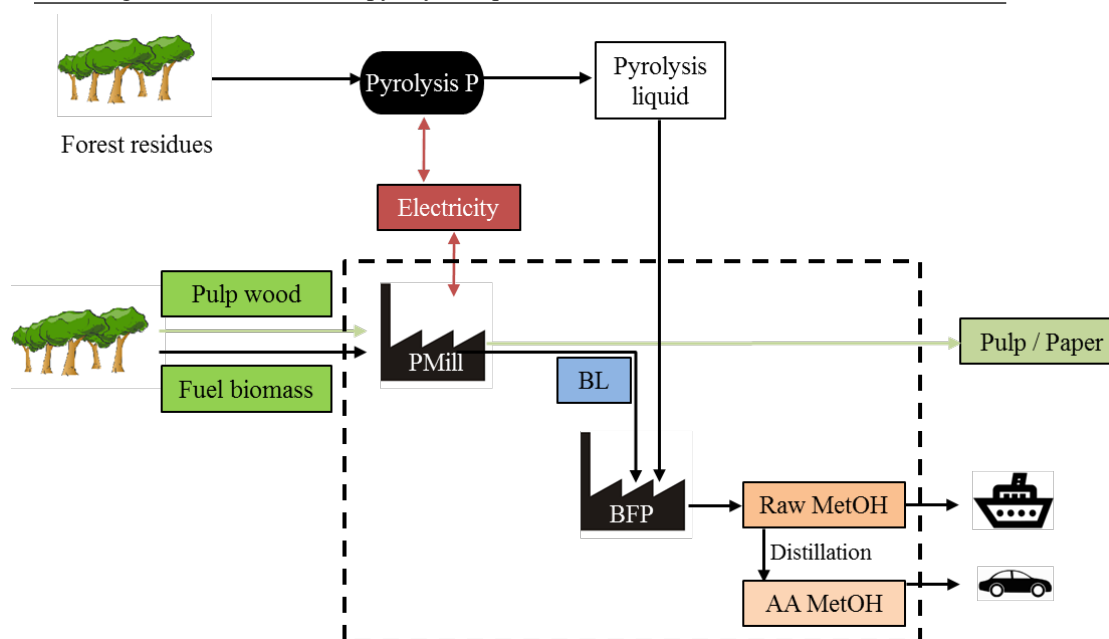 Pyrolysis P
Pyrolysis
liquid
Forest residues
Electricity
Pulp wood
PMill
Pulp / Paper
Fuel biomass
BL
BFP
Raw MetOH
Distillation
AA MetOH